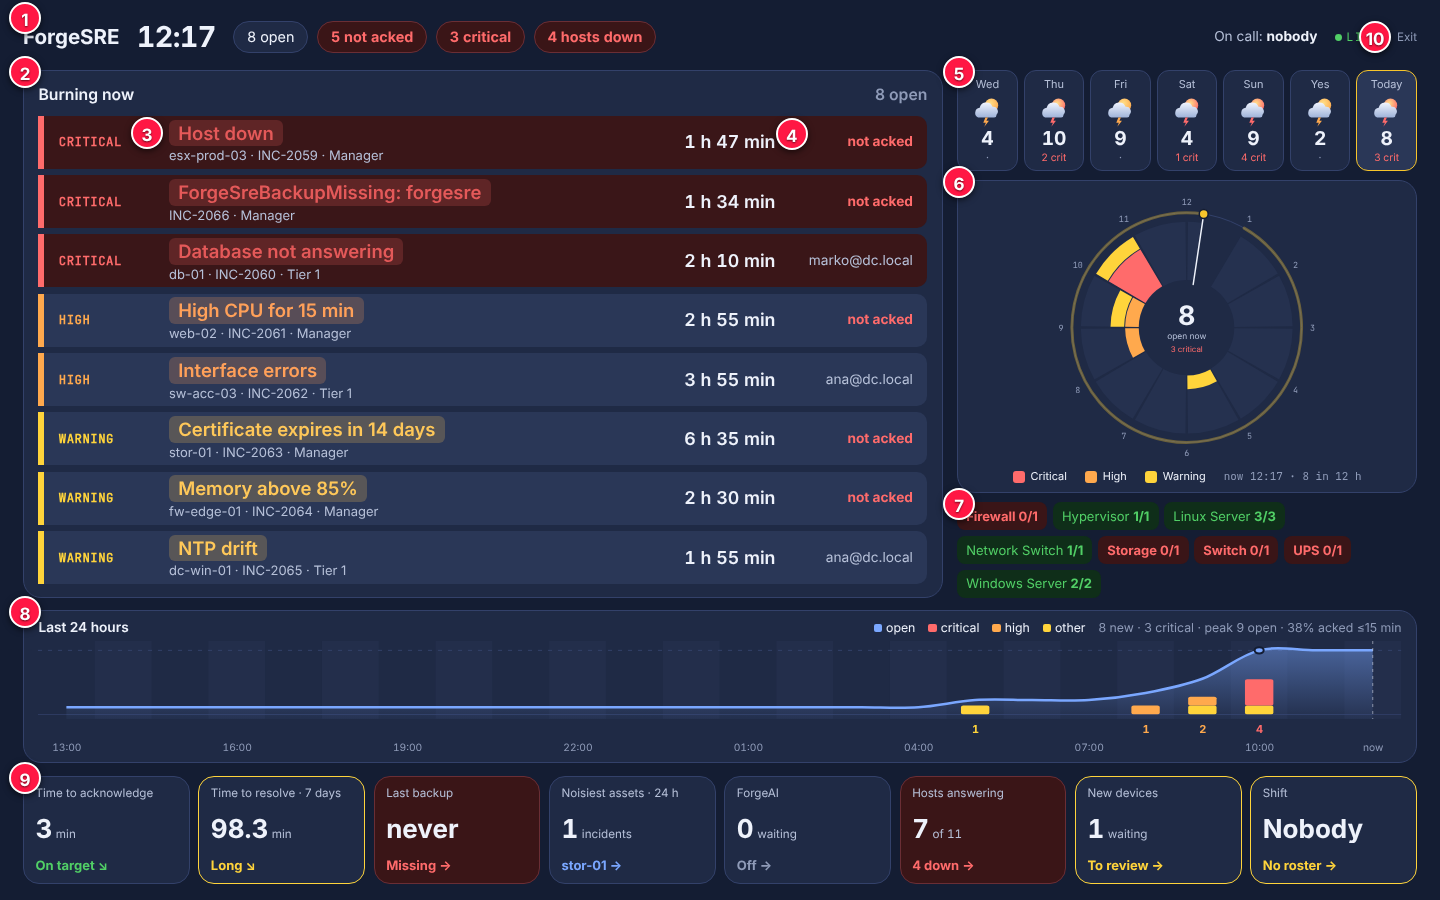 1
ForgeSRE 12:17 8 open 5 not acked 3 critical 4 hosts down
On call: nobody 10 Exit
2
Burning now 8 open
CRITICAL 3 Host down 1 h 47 min 4 not acked
esx-prod-03 · INC-2059 · Manager
CRITICAL ForgeSreBackupMissing: forgesre 1 h 34 min not acked
INC-2066 · Manager
CRITICAL Database not answering 2 h 10 min marko@dc.local
db-01 · INC-2060 · Tier 1
HIGH High CPU for 15 min 2 h 55 min not acked
web-02 · INC-2061 · Manager
HIGH Interface errors 3 h 55 min ana@dc.local
sw-acc-03 · INC-2062 · Tier 1
WARNING Certificate expires in 14 days 6 h 35 min not acked
stor-01 · INC-2063 · Manager
WARNING Memory above 85% 2 h 30 min not acked
fw-edge-01 · INC-2064 · Manager
WARNING NTP drift 1 h 55 min ana@dc.local
dc-win-01 · INC-2065 · Tier 1
5
Wed Thu Fri Sat Sun Yes Today
4 10 9 4 9 2 8
· 2 crit · 1 crit 4 crit · 3 crit
6
12
11 1
10 2
9 3
8 4
7 5
6
8
open now
3 critical
Critical High Warning now 12:17 · 8 in 12 h
7
Firewall 0/1 Hypervisor 1/1 Linux Server 3/3
Network Switch 1/1 Storage 0/1 Switch 0/1 UPS 0/1
Windows Server 2/2
8
Last 24 hours open critical high other 8 new · 3 critical · peak 9 open · 38% acked ≤15 min
1 1 2 4
13:00 16:00 19:00 22:00 01:00 04:00 07:00 10:00 now
9
Time to acknowledge
3 min
On target ↘
Time to resolve · 7 days
98.3 min
Long ↘
Last backup
never
Missing →
Noisiest assets · 24 h
1 incidents
stor-01 →
ForgeAI
0 waiting
Off →
Hosts answering
7 of 11
4 down →
New devices
1 waiting
To review →
Shift
Nobody
No roster →